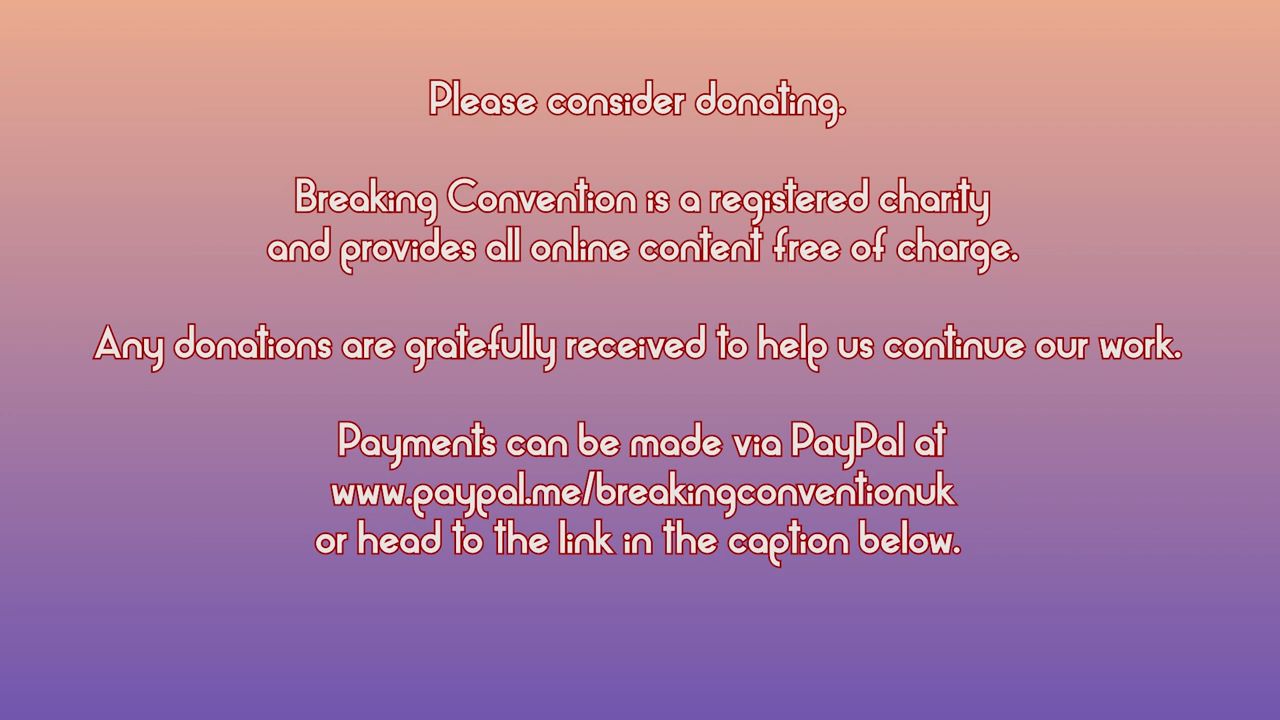 Please consider donating.
Breaking Convention is a registered charity
and provides all online content free of charge.
Any donations are gratefully received to help us continue our work.
Payments can be made via PayPal at
www.paypal.me/breakingconventionuk
or head to the link in the caption below.